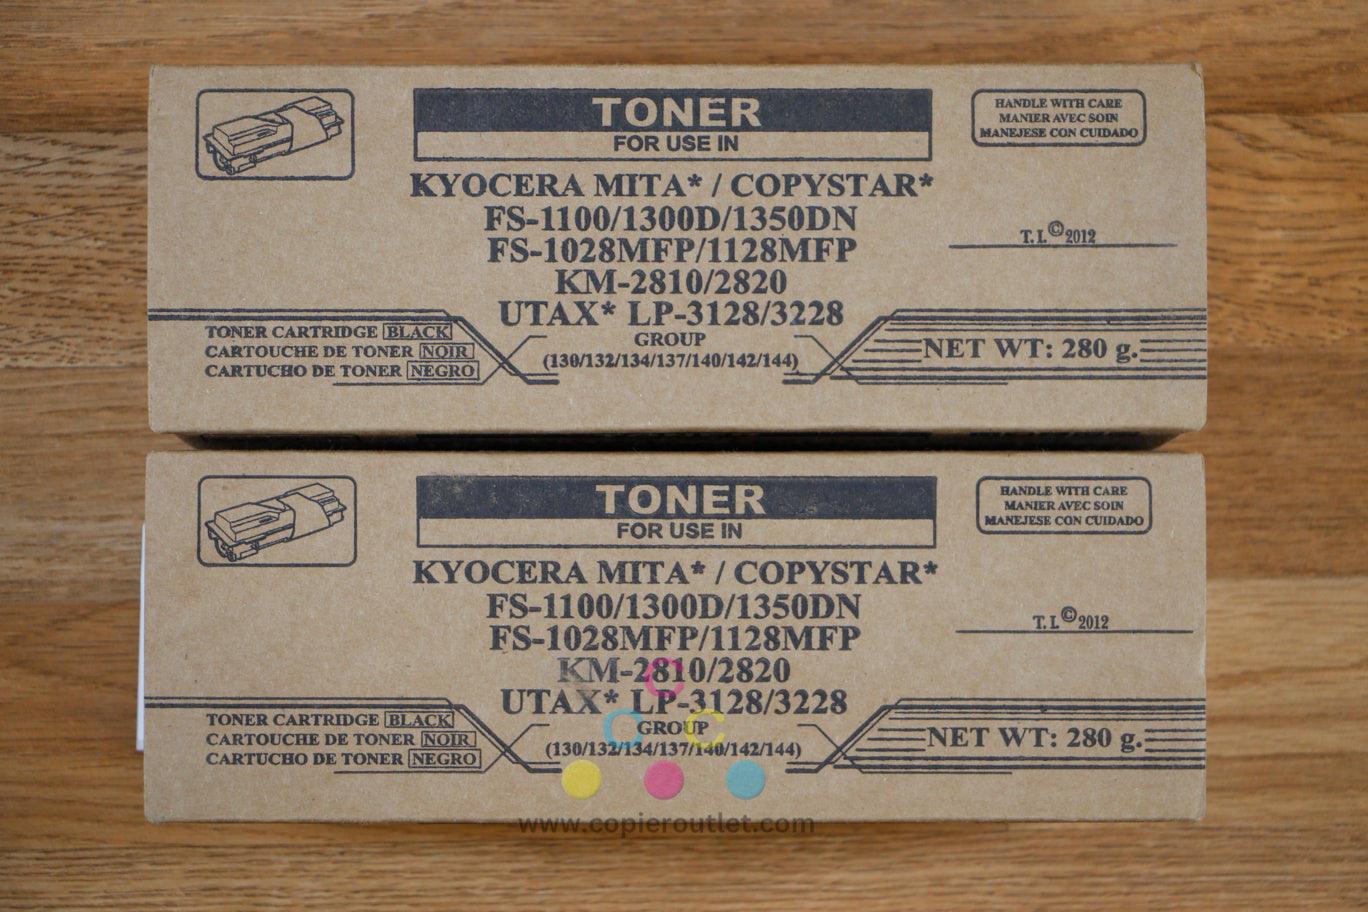 TONER
FOR USE IN
HANDLE WITH CARE
MANIER AVEC SOIN
MANEJESE CON CUIDADO
KYOCERA MITA* / COPYSTAR*
FS-1100/1300D/1350DN
FS-1028MFP/1128MFP
KM-2810/2820
UTAX* LP-3128/3228
T. I. © 2012
GROUP
(130/132/134/137/140/142/144)
TONER CARTRIDGE BLACK
CARTOUCHE DE TONER NOIR
CARTUCHO DE TONER NEGRO
NET WT: 280 g.
TONER
FOR USE IN
HANDLE WITH CARE
MANIER AVEC SOIN
MANEJESE CON CUIDADO
KYOCERA MITA* / COPYSTAR*
FS-1100/1300D/1350DN
FS-1028MFP/1128MFP
KM-2810/2820
UTAX* LP-3128/3228
T. I. © 2012
GROUP
(130/132/134/137/140/142/144)
TONER CARTRIDGE BLACK
CARTOUCHE DE TONER NOIR
CARTUCHO DE TONER NEGRO
NET WT: 280 g.
www.copieroutlet.com